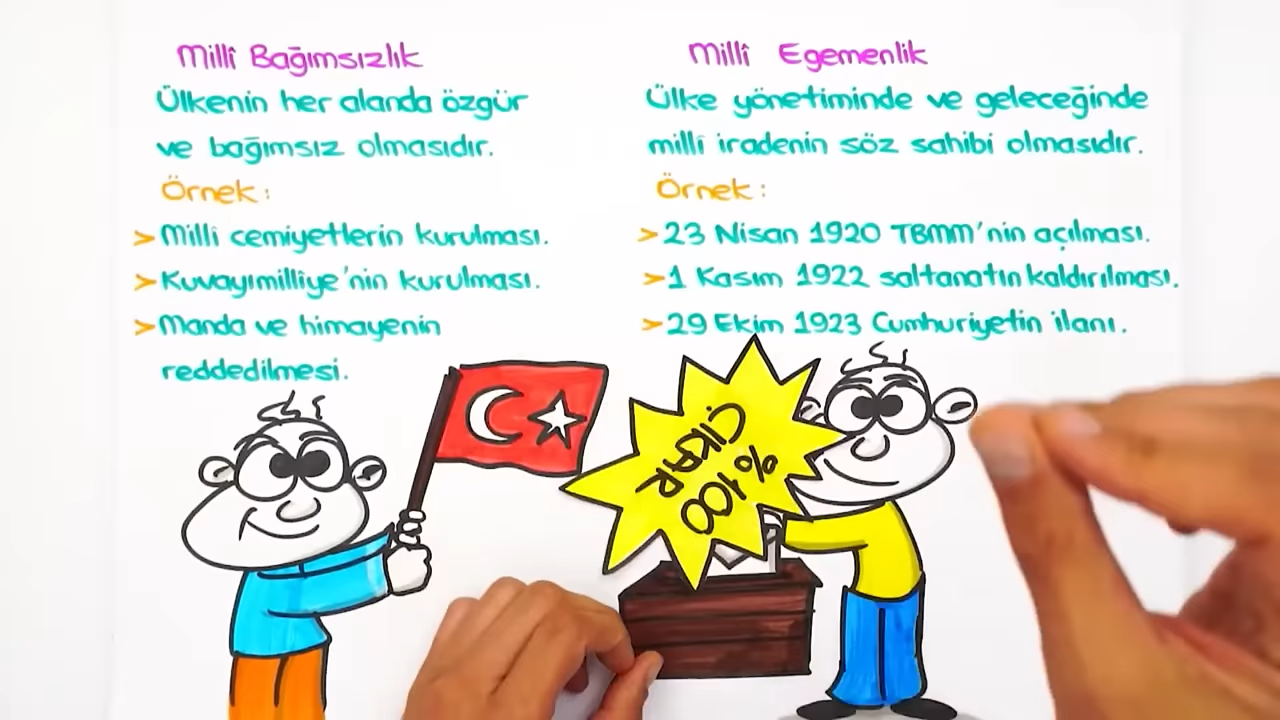 Millî Bağımsızlık
Ülkenin her alanda özgür
ve bağımsız olmasıdır.
Örnek:
> Milli cemiyetlerin kurulması.
> Kuvayımilliye'nin kurulması.
> Manda ve himayenin
reddedilmesi.
Millî Egemenlik
Ülke yönetiminde ve geleceğinde
millî iradenin söz sahibi olmasıdır.
Örnek:
> 23 Nisan 1920 TBMM'nin açılması.
> 1 Kasım 1922 saltanatın kaldırılması.
> 29 Ekim 1923 Cumhuriyetin ilanı.
%100
ÇIKAR